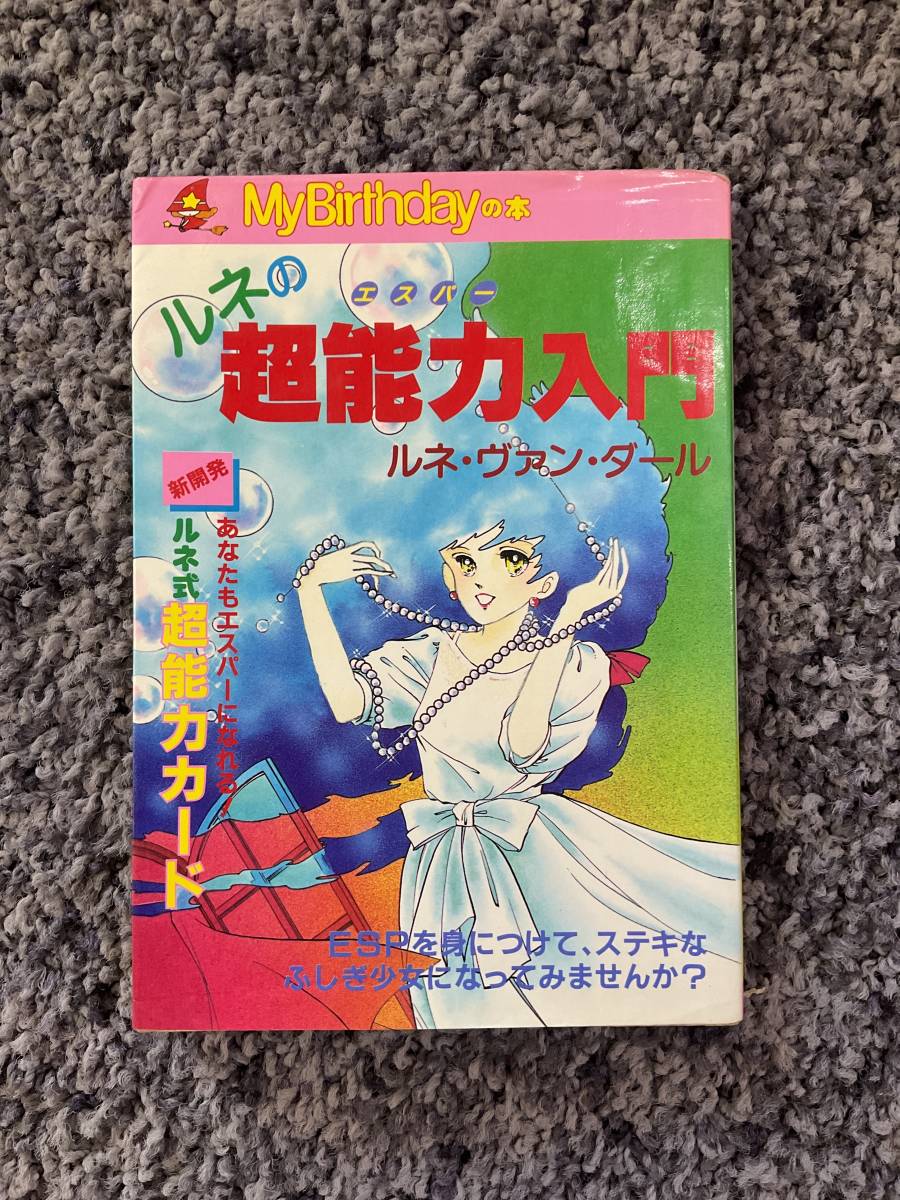 MyBirthdayの本
ルネの
エスパー
超能力入門
ルネ・ヴァン・ダール
新開発
あなたもエスパーになれる!
ルネ式超能力カード
ESPを身につけて、ステキな
ふしぎ少女になってみませんか?